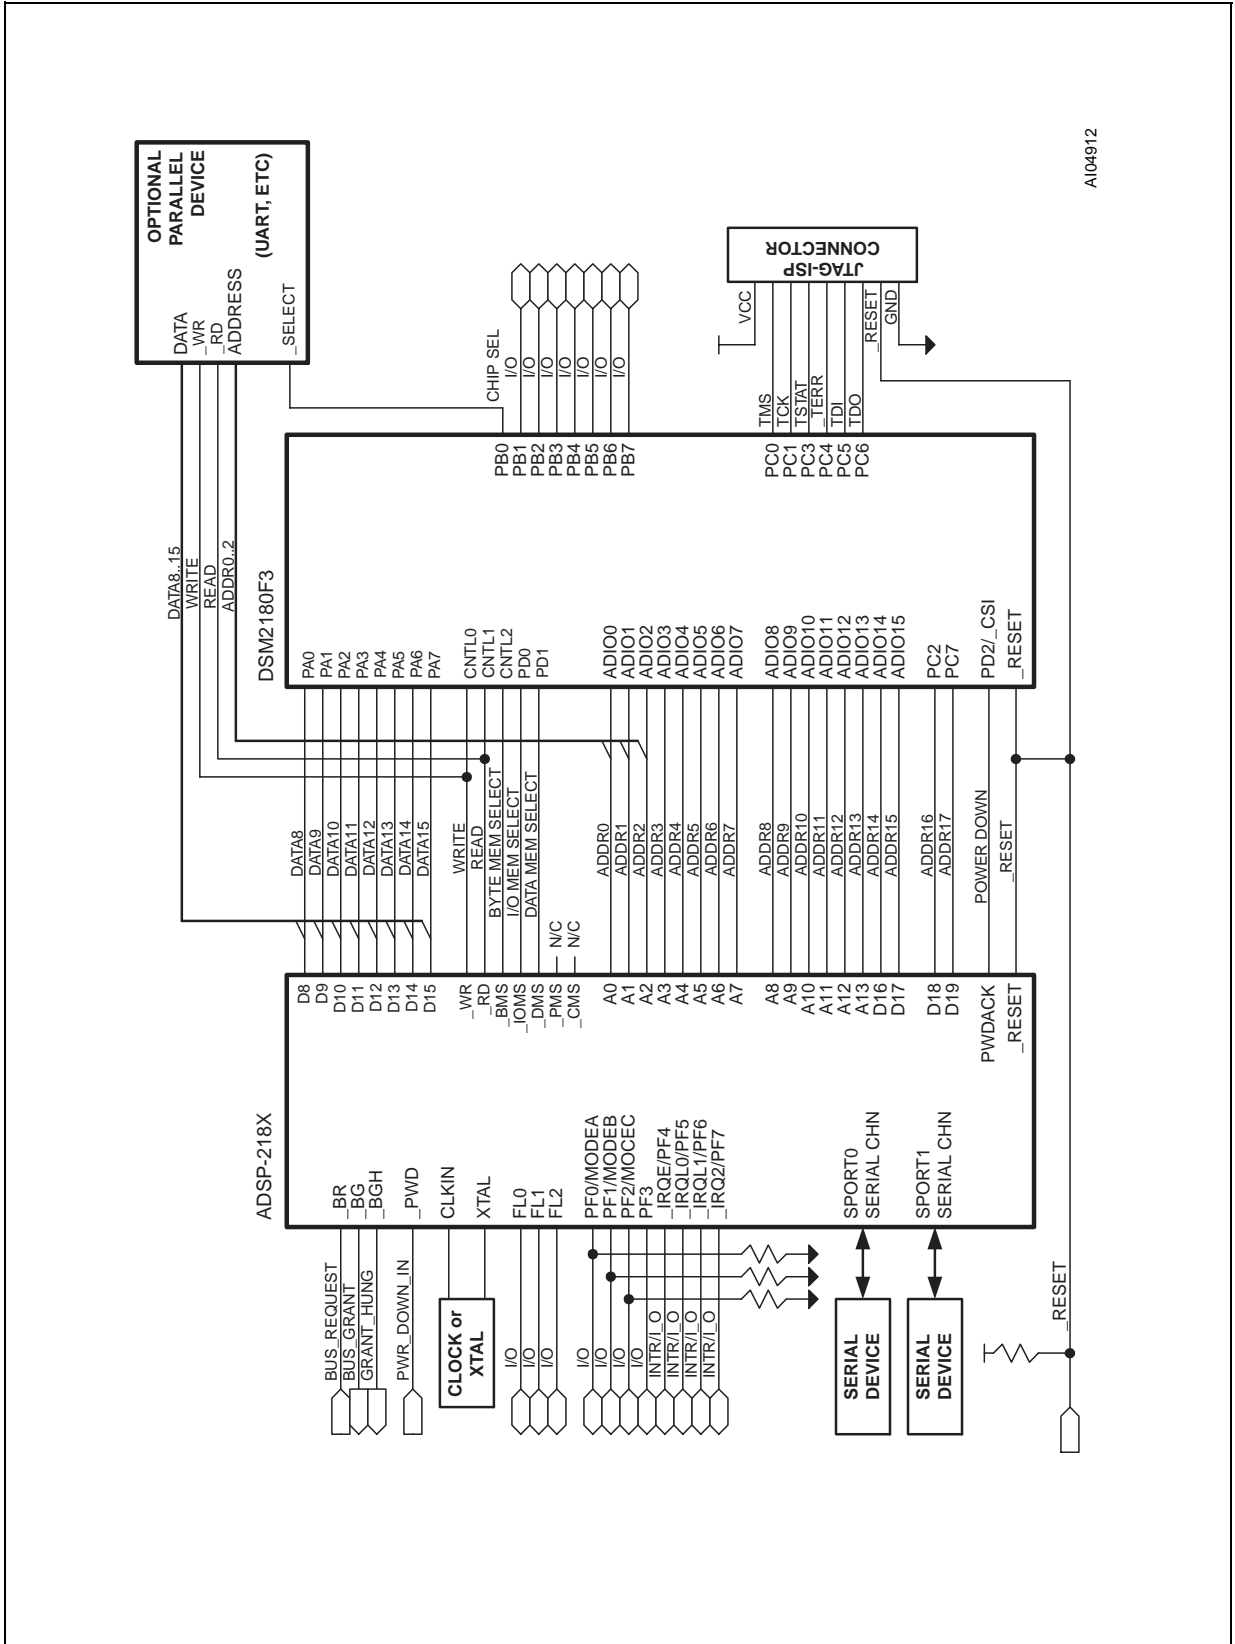 AI04912
OPTIONAL
PARALLEL
DEVICE
(UART, ETC)
DATA
_WR
_RD
ADDRESS
_SELECT
DATA8..15
WRITE
READ
ADDR0..2
CHIP SEL
I/O
I/O
I/O
I/O
I/O
I/O
I/O
JTAG-ISP
CONNECTOR
VCC
TMS
TCK
TSTAT
_TERR
TDI
TDO
_RESET
GND
DSM2180F3
PB0
PB1
PB2
PB3
PB4
PB5
PB6
PB7
PC0
PC1
PC3
PC4
PC5
PC6
PA0
PA1
PA2
PA3
PA4
PA5
PA6
PA7
CNTL0
CNTL1
CNTL2
PD0
PD1
ADIO0
ADIO1
ADIO2
ADIO3
ADIO4
ADIO5
ADIO6
ADIO7
ADIO8
ADIO9
ADIO10
ADIO11
ADIO12
ADIO13
ADIO14
ADIO15
PC2
PC7
PD2/_CSI
_RESET
DATA8
DATA9
DATA10
DATA11
DATA12
DATA13
DATA14
DATA15
WRITE
READ
BYTE MEM SELECT
I/O MEM SELECT
DATA MEM SELECT
N/C
N/C
ADDR0
ADDR1
ADDR2
ADDR3
ADDR4
ADDR5
ADDR6
ADDR7
ADDR8
ADDR9
ADDR10
ADDR11
ADDR12
ADDR13
ADDR14
ADDR15
ADDR16
ADDR17
POWER DOWN
_RESET
ADSP-218X
D8
D9
D10
D11
D12
D13
D14
D15
_WR
_RD
_BMS
_IOMS
_DMS
_PMS
_CMS
A0
A1
A2
A3
A4
A5
A6
A7
A8
A9
A10
A11
A12
A13
D16
D17
D18
D19
PWDACK
_RESET
_BR
_BG
_BGH
_PWD
CLKIN
XTAL
FL0
FL1
FL2
PF0/MODEA
PF1/MODEB
PF2/MOCEC
PF3
_IRQE/PF4
_IRQL0/PF5
_IRQL1/PF6
_IRQ2/PF7
SPORT0
SERIAL CHN
SPORT1
SERIAL CHN
BUS_REQUEST
BUS_GRANT
GRANT_HUNG
PWR_DOWN_IN
CLOCK or
XTAL
I/O
I/O
I/O
I/O
I/O
I/O
I/O
INTR/I_O
INTR/I_O
INTR/I_O
INTR/I_O
SERIAL
DEVICE
SERIAL
DEVICE
_RESET